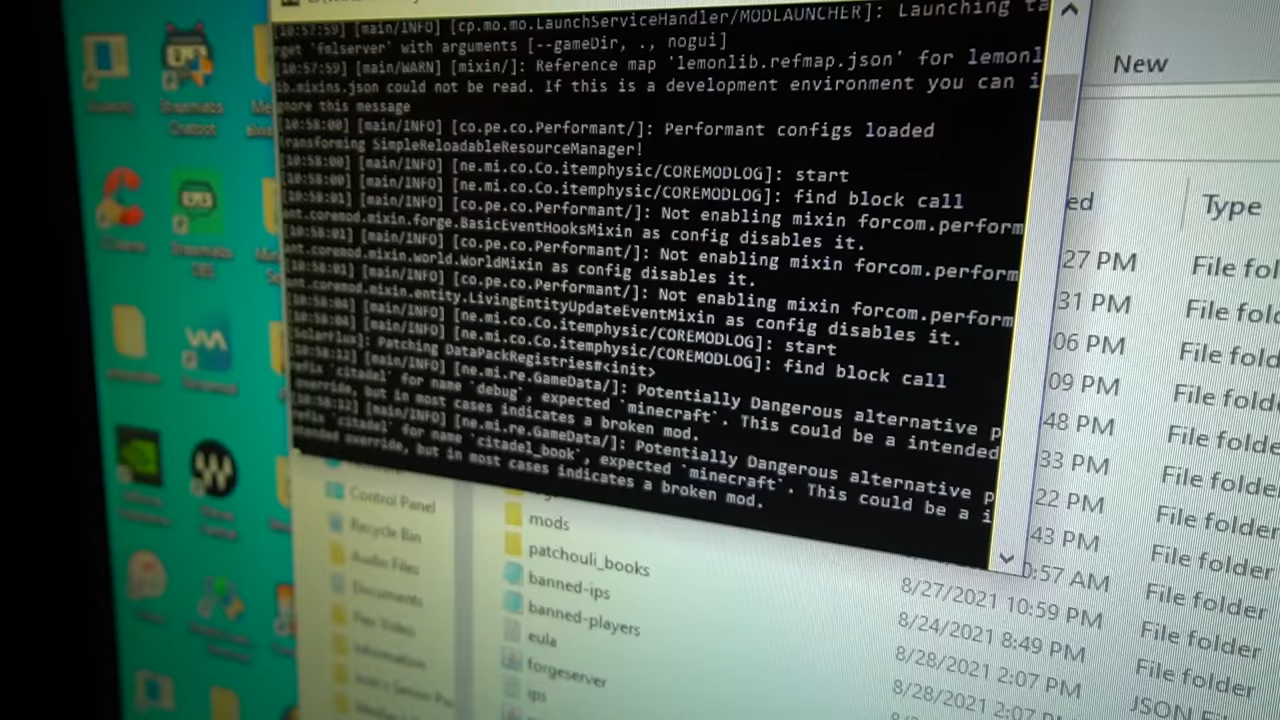 [10:57:59] [main/INFO] [cp.mo.mo.LaunchServiceHandler/MODLAUNCHER]: Launching ta
rget 'fmlserver' with arguments [--gameDir, ., nogui]
[10:57:59] [main/WARN] [mixin/]: Reference map 'lemonlib.refmap.json' for lemonl
ib.mixins.json could not be read. If this is a development environment you can i
gnore this message
[10:58:00] [main/INFO] [co.pe.co.Performant/]: Performant configs loaded
Transforming SimpleReloadableResourceManager!
[10:58:00] [main/INFO] [ne.mi.co.Co.itemphysic/COREMODLOG]: start
[10:58:00] [main/INFO] [ne.mi.co.Co.itemphysic/COREMODLOG]: find block call
[10:58:01] [main/INFO] [co.pe.co.Performant/]: Not enabling mixin forcom.perform
ant.coremod.mixin.forge.BasicEventHooksMixin as config disables it.
[10:58:01] [main/INFO] [co.pe.co.Performant/]: Not enabling mixin forcom.perform
ant.coremod.mixin.world.WorldMixin as config disables it.
[10:58:01] [main/INFO] [co.pe.co.Performant/]: Not enabling mixin forcom.perform
ant.coremod.mixin.entity.LivingEntityUpdateEventMixin as config disables it.
[10:58:04] [main/INFO] [ne.mi.co.Co.itemphysic/COREMODLOG]: start
[10:58:04] [main/INFO] [ne.mi.co.Co.itemphysic/COREMODLOG]: find block call
SolarFlux]: Patching DataPackRegistries#<init>
[10:58:12] [main/INFO] [ne.mi.re.GameData/]: Potentially Dangerous alternative p
refix `citadel` for name `debug`, expected `minecraft`. This could be a intended
override, but in most cases indicates a broken mod.
[10:58:12] [main/INFO] [ne.mi.re.GameData/]: Potentially Dangerous alternative p
refix `citadel` for name `citadel_book`, expected `minecraft`. This could be a i
ntended override, but in most cases indicates a broken mod.
New
ed Type
27 PM File fol
31 PM File fol
06 PM File fold
09 PM File fold
48 PM File folde
33 PM File folde
22 PM File folde
43 PM File folder
0:57 AM File folder
8/27/2021 10:59 PM File folder
8/24/2021 8:49 PM File folder
8/28/2021 2:07 PM File folder
8/28/2021 2:07 PM JSON Fil
Control Panel
Recycle Bin
Audio Files
Documents
Information
mods
patchouli_books
banned-ips
banned-players
eula
forgeserver
ips
Streamlabs
Chatbot